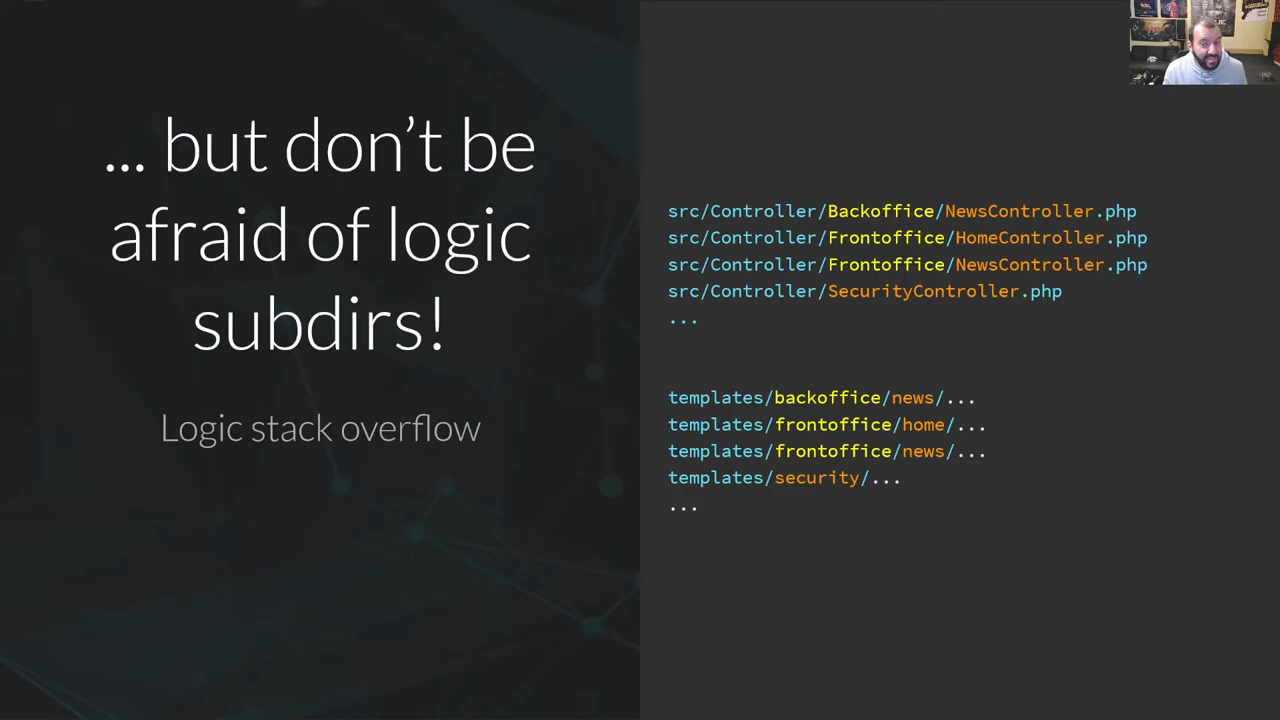 ... but don’t be
afraid of logic
subdirs!
Logic stack overflow
src/Controller/Backoffice/NewsController.php
src/Controller/Frontoffice/HomeController.php
src/Controller/Frontoffice/NewsController.php
src/Controller/SecurityController.php
...
templates/backoffice/news/...
templates/frontoffice/home/...
templates/frontoffice/news/...
templates/security/...
...